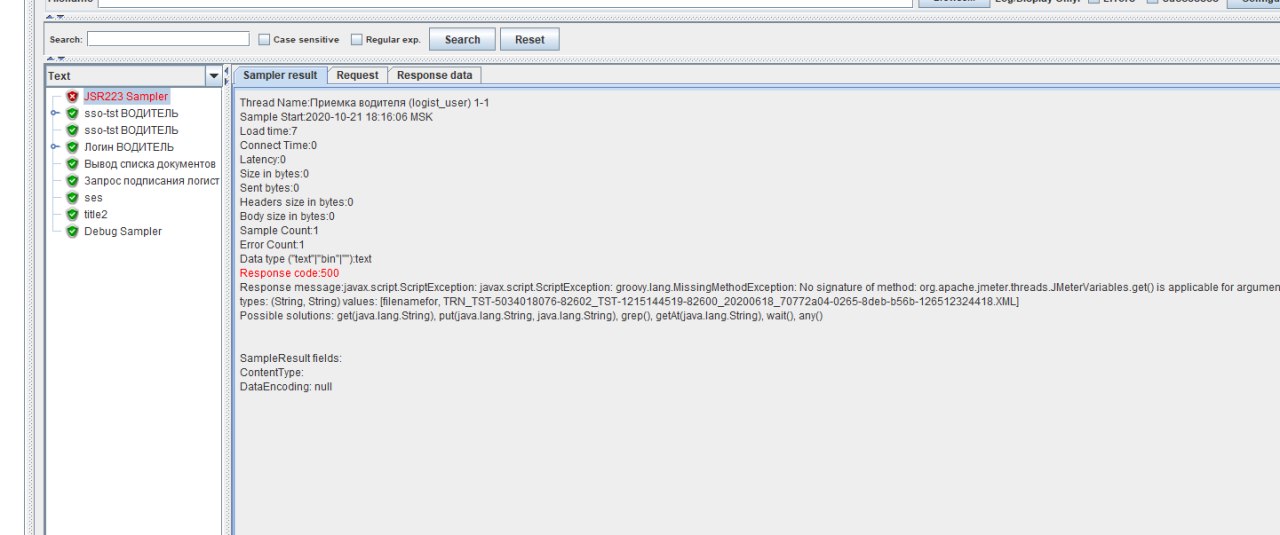 Search: Case sensitive Regular exp. Search Reset
Text
Sampler result Request Response data
JSR223 Sampler
sso-tst ВОДИТЕЛЬ
sso-tst ВОДИТЕЛЬ
Логин ВОДИТЕЛЬ
Вывод списка документов
Запрос подписания логист
ses
title2
Debug Sampler
Thread Name:Приемка водителя (logist_user) 1-1
Sample Start:2020-10-21 18:16:06 MSK
Load time:7
Connect Time:0
Latency:0
Size in bytes:0
Sent bytes:0
Headers size in bytes:0
Body size in bytes:0
Sample Count:1
Error Count:1
Data type ("text"|"bin"|""):text
Response code:500
Response message:javax.script.ScriptException: javax.script.ScriptException: groovy.lang.MissingMethodException: No signature of method: org.apache.jmeter.threads.JMeterVariables.get() is applicable for argumen
types: (String, String) values: [filenamefor, TRN_TST-5034018076-82602_TST-1215144519-82600_20200618_70772a04-0265-8deb-b56b-126512324418.XML]
Possible solutions: get(java.lang.String), put(java.lang.String, java.lang.String), grep(), getAt(java.lang.String), wait(), any()
SampleResult fields:
ContentType:
DataEncoding: null